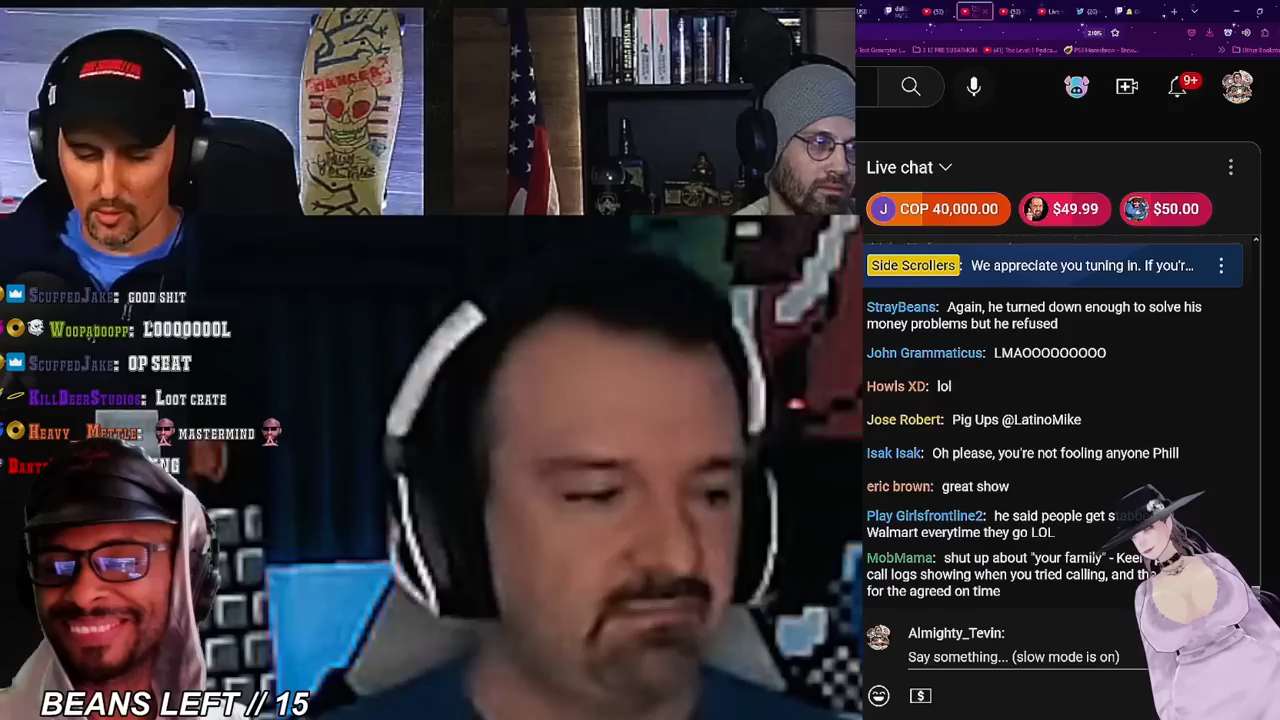 DANGER
ScuffedJake: good shit
Woopadoopp: LOOOOOOOL
ScuffedJake: OP SEAT
KillDeerStudios: Loot crate
Heavy_Mettle: mastermind
BEANS LEFT // 15
210%
9+
Live chat
J COP 40,000.00 $49.99 $50.00
Side Scrollers: We appreciate you tuning in. If you'r...
StrayBeans: Again, he turned down enough to solve his
money problems but he refused
John Grammaticus: LMAOOOOOOOOO
Howls XD: lol
Jose Robert: Pig Ups @LatinoMike
Isak Isak: Oh please, you're not fooling anyone Phill
eric brown: great show
Play Girlsfrontline2: he said people get stabbe
Walmart everytime they go LOL
MobMama: shut up about "your family" - Kee
call logs showing when you tried calling, and th
for the agreed on time
Almighty_Tevin:
Say something... (slow mode is on)
$